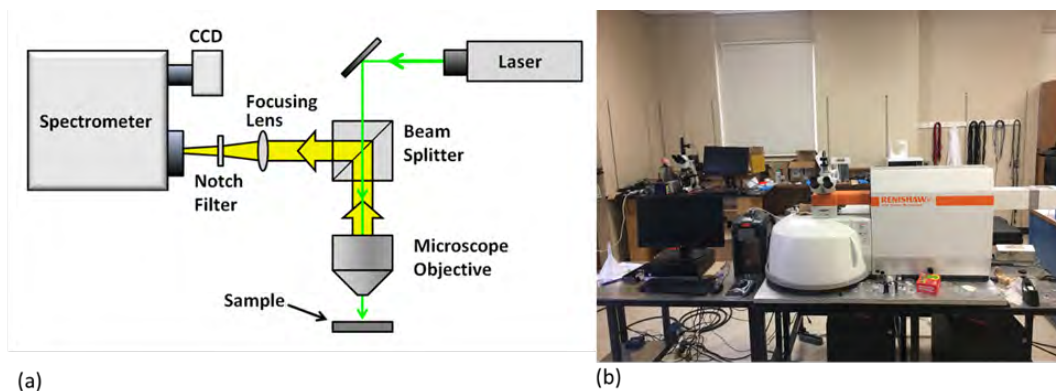 CCD
Laser
Focusing
Lens
Spectrometer
Beam
Splitter
Notch
Filter
Microscope
Objective
Sample
RENISHAW
(a)
(b)